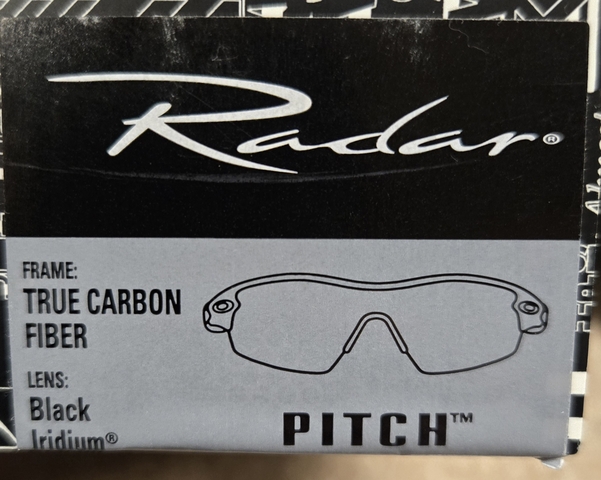 Radar®
FRAME:
TRUE CARBON
FIBER
LENS:
Black
Iridium®
PITCH™